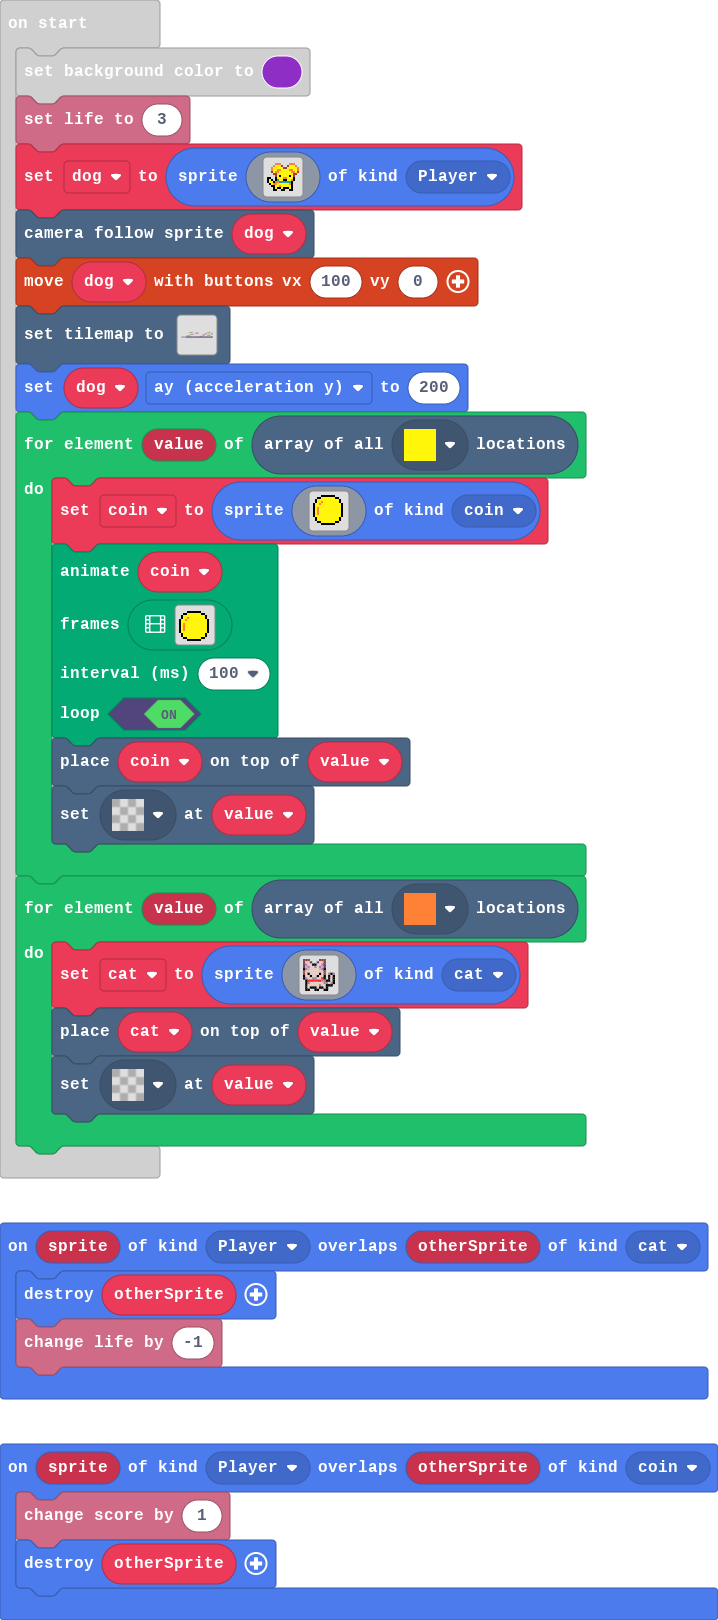 on start
set background color to
set life to 3
set dog to sprite of kind Player
camera follow sprite dog
move dog with buttons vx 100 vy 0
set tilemap to
set dog ay (acceleration y) to 200
for element value of array of all locations
do
set coin to sprite of kind coin
animate coin
frames
interval (ms) 100
loop ON
place coin on top of value
set at value
for element value of array of all locations
do
set cat to sprite of kind cat
place cat on top of value
set at value
on sprite of kind Player overlaps otherSprite of kind cat
destroy otherSprite
change life by -1
on sprite of kind Player overlaps otherSprite of kind coin
change score by 1
destroy otherSprite